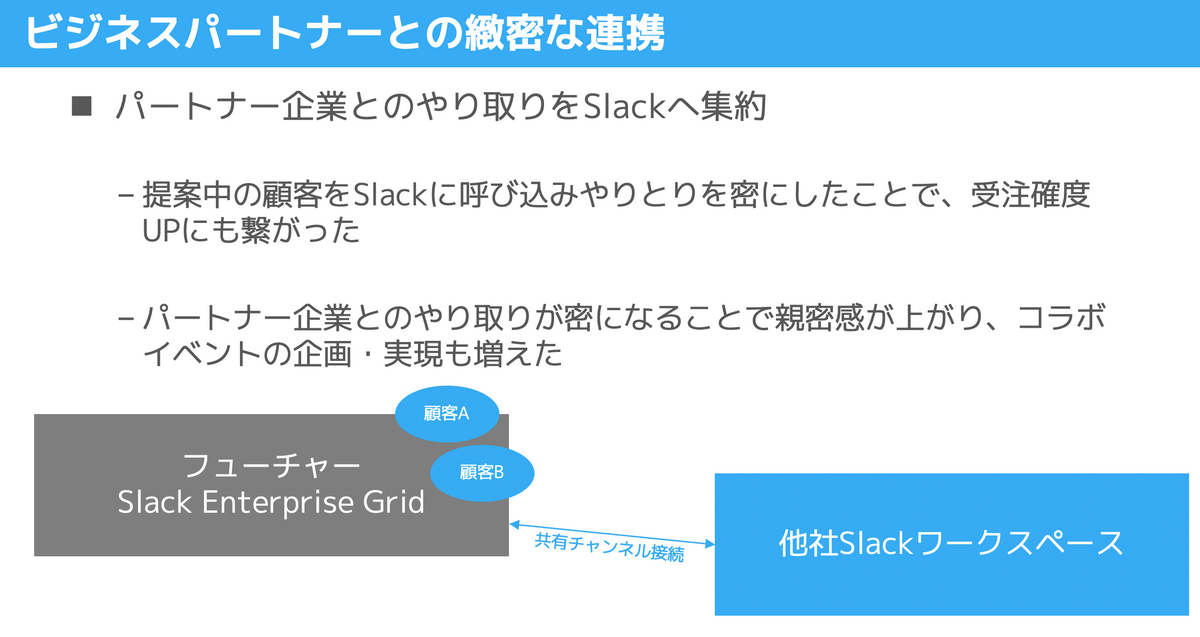 ビジネスパートナーとの緻密な連携
■ パートナー企業とのやり取りをSlackへ集約
– 提案中の顧客をSlackに呼び込みやりとりを密にしたことで、受注確度
UPにも繋がった
– パートナー企業とのやり取りが密になることで親密感が上がり、コラボ
イベントの企画・実現も増えた
顧客A
顧客B
フューチャー
Slack Enterprise Grid
共有チャンネル接続
他社Slackワークスペース